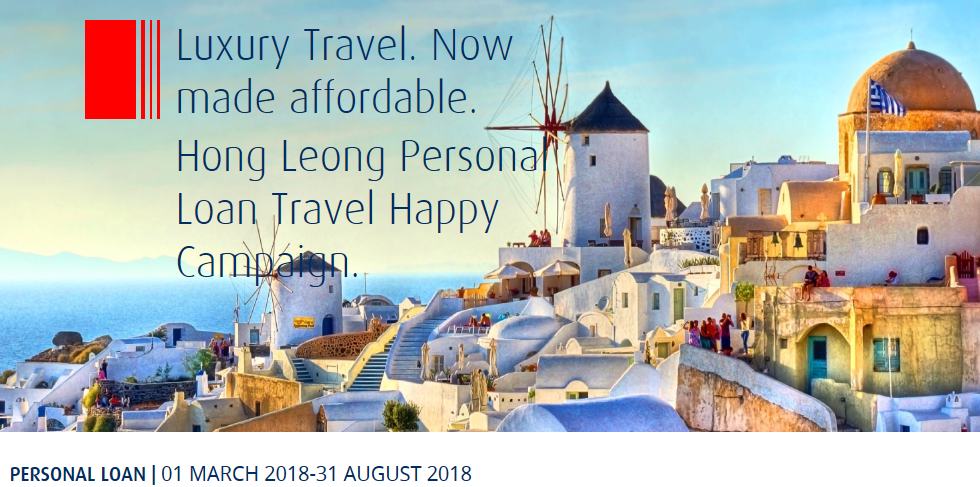 Luxury Travel. Now
made affordable.
Hong Leong Personal
Loan Travel Happy
Campaign.
PERSONAL LOAN | 01 MARCH 2018-31 AUGUST 2018